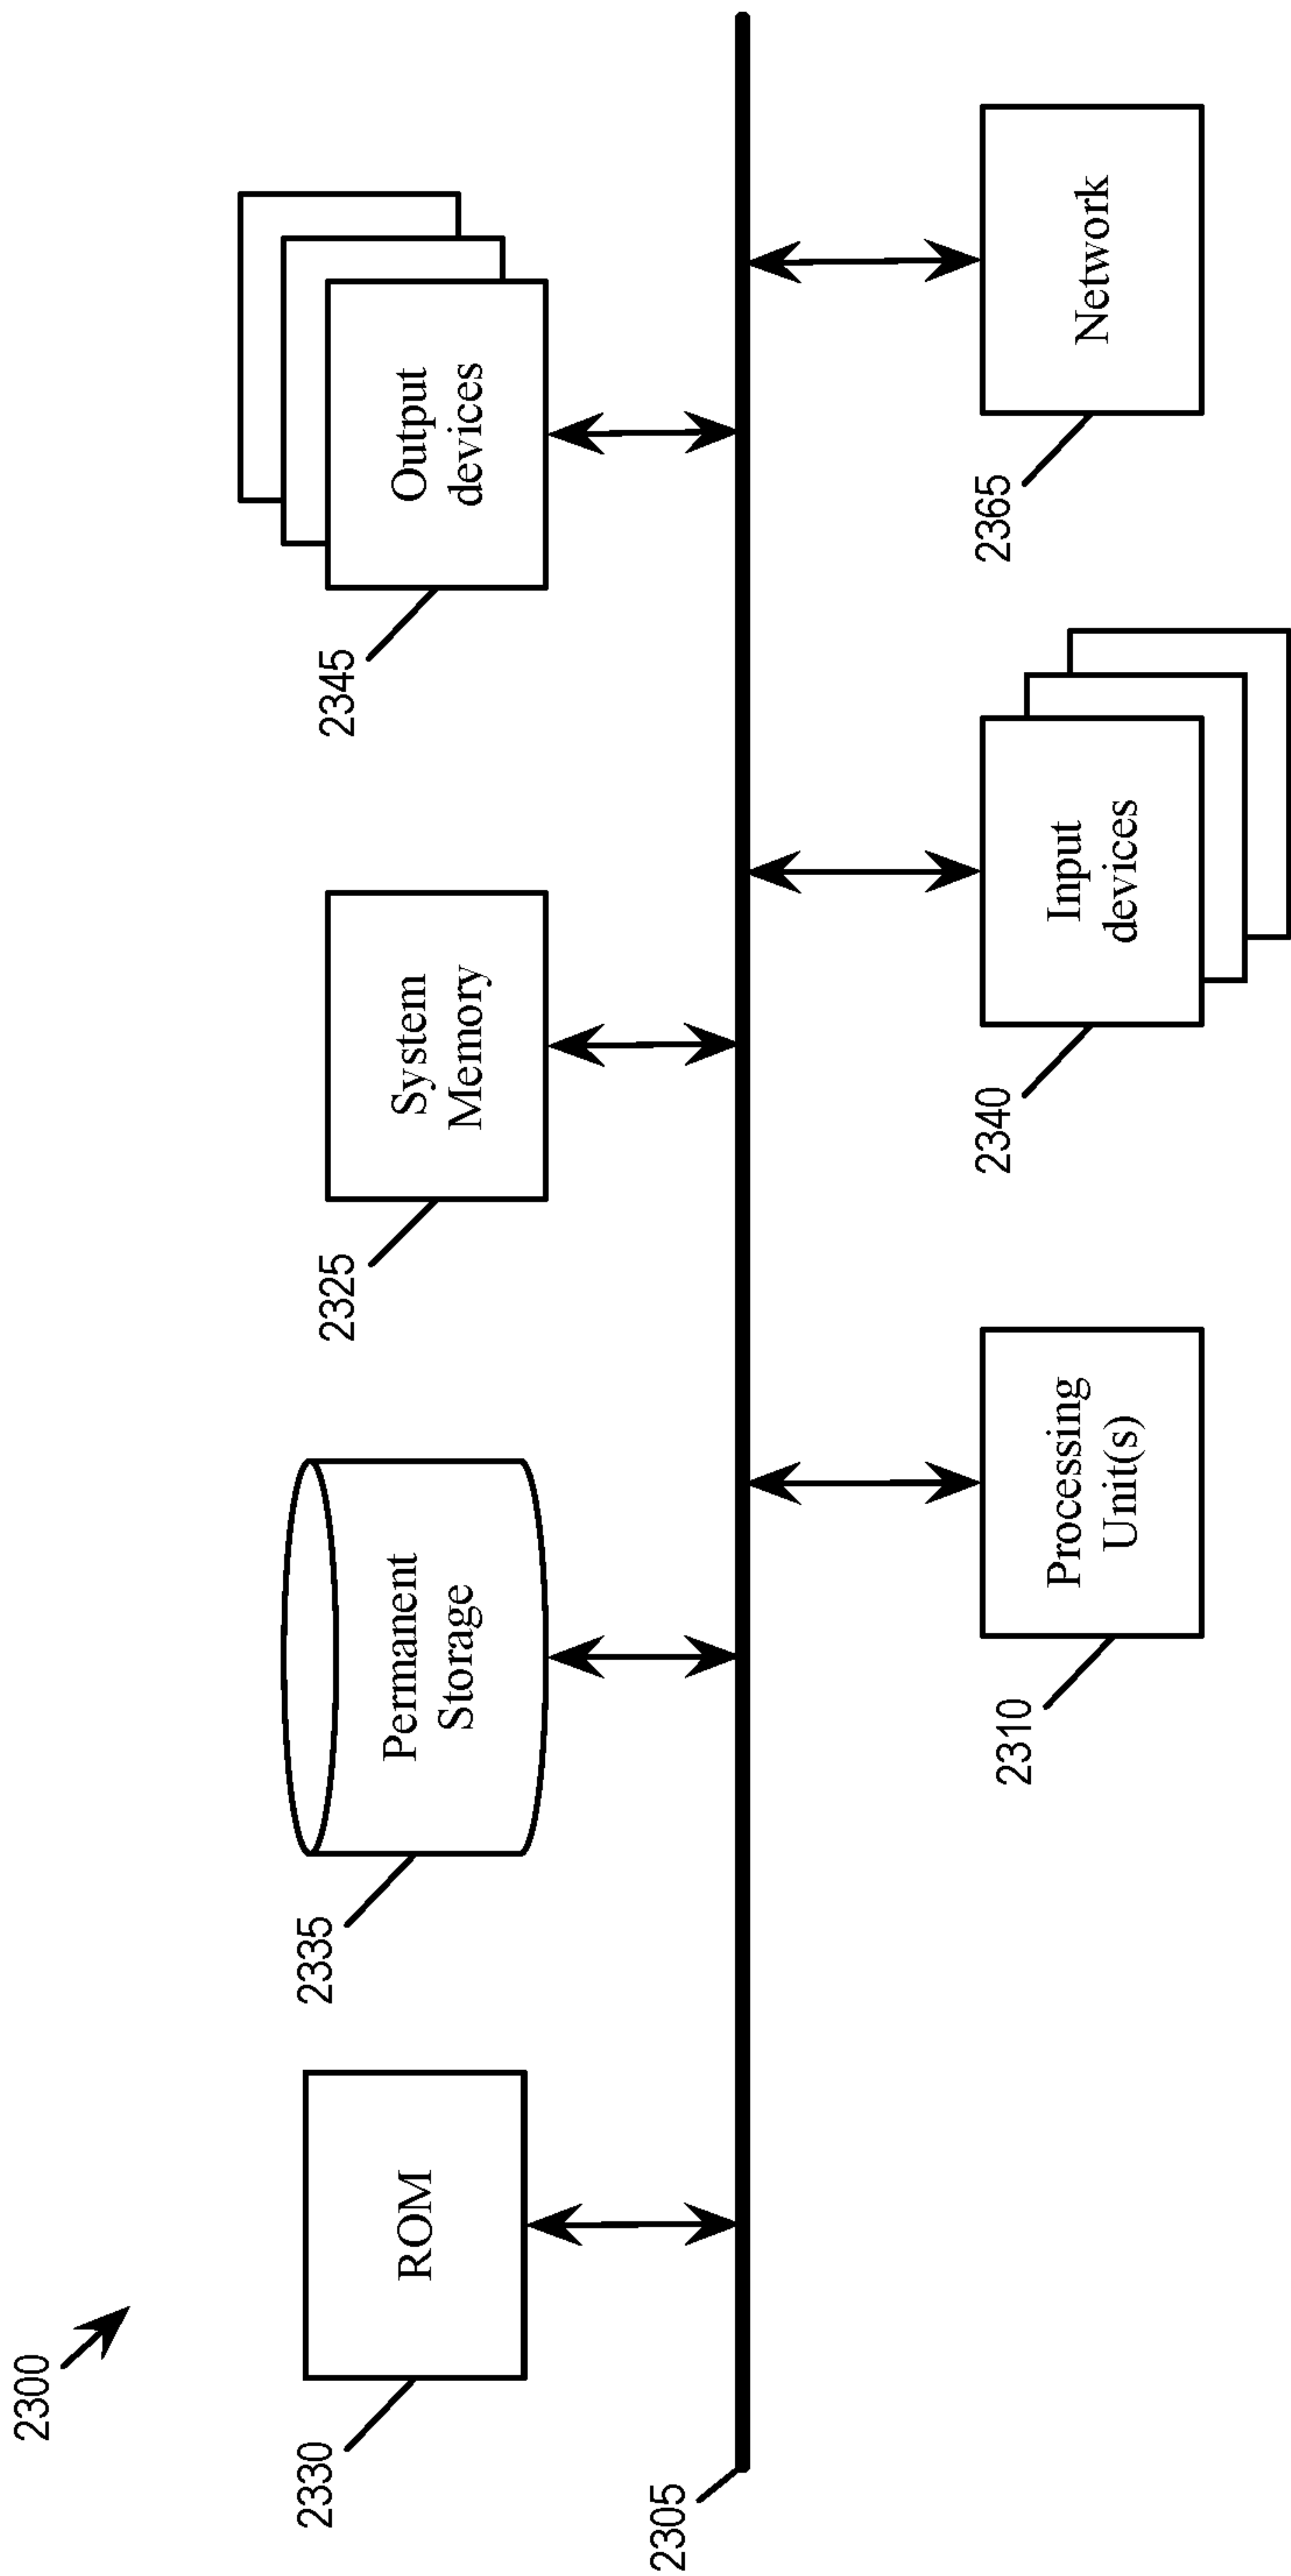 2300
2330
ROM
2335
Permanent
Storage
2325
System
Memory
2345
Output
devices
2305
2310
Processing
Unit(s)
2340
Input
devices
2365
Network